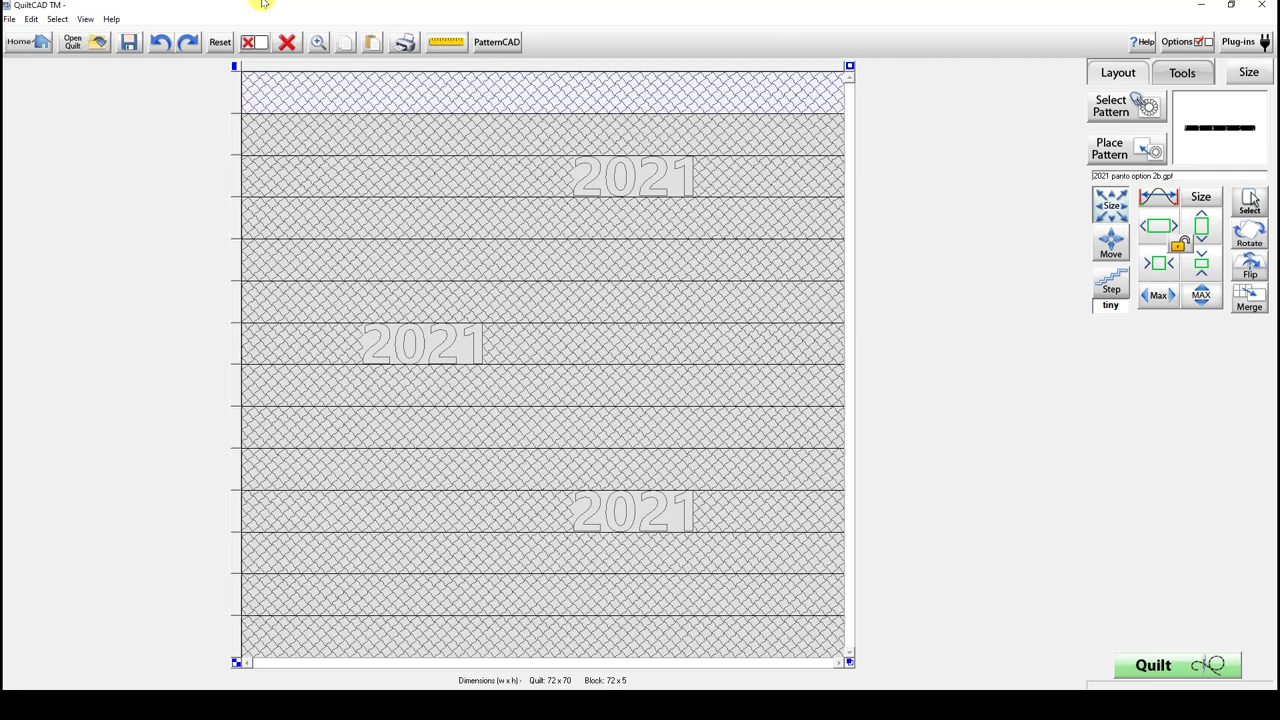 QuiltCAD TM -
File Edit Select View Help
Home Open Quilt Reset PatternCAD Help Options Plug-ins
Layout Tools Size
Select Pattern
Place Pattern
2021 panto option 2b.gpf
Size Size Select
Move Rotate
Step Flip
tiny Max MAX Merge
2021
2021
2021
Quilt
Dimensions (w x h) - Quilt: 72 x 70 Block: 72 x 5